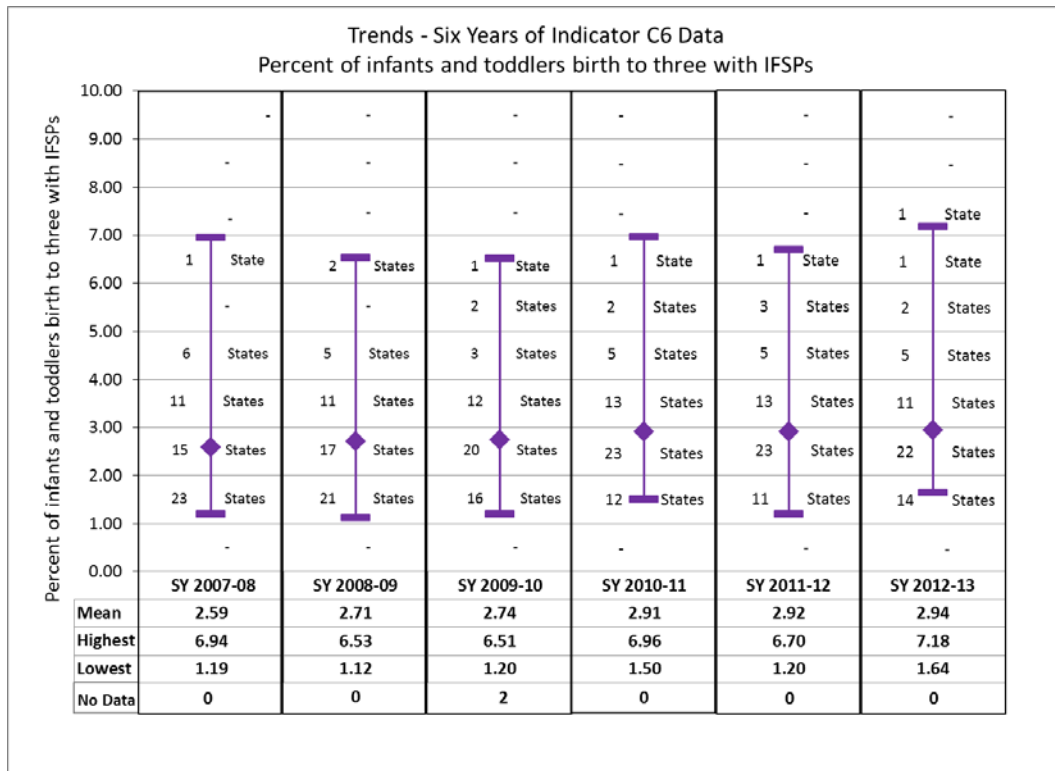 Trends - Six Years of Indicator C6 Data
Percent of infants and toddlers birth to three with IFSPs
Percent of infants and toddlers birth to three with IFSPs
10.00 - - - - - -
9.00
- - - - - -
8.00
- - - - - 1 State
7.00
1 State 2 States 1 State 1 State 1 State 1 State
6.00
- - 2 States 2 States 3 States 2 States
5.00
6 States 5 States 3 States 5 States 5 States 5 States
4.00
11 States 11 States 12 States 13 States 13 States 11 States
3.00
15 States 17 States 20 States 23 States 23 States 22 States
2.00
23 States 21 States 16 States 12 States 11 States 14 States
1.00
- - - - - -
0.00
SY 2007-08 SY 2008-09 SY 2009-10 SY 2010-11 SY 2011-12 SY 2012-13
Mean 2.59 2.71 2.74 2.91 2.92 2.94
Highest 6.94 6.53 6.51 6.96 6.70 7.18
Lowest 1.19 1.12 1.20 1.50 1.20 1.64
No Data 0 0 2 0 0 0